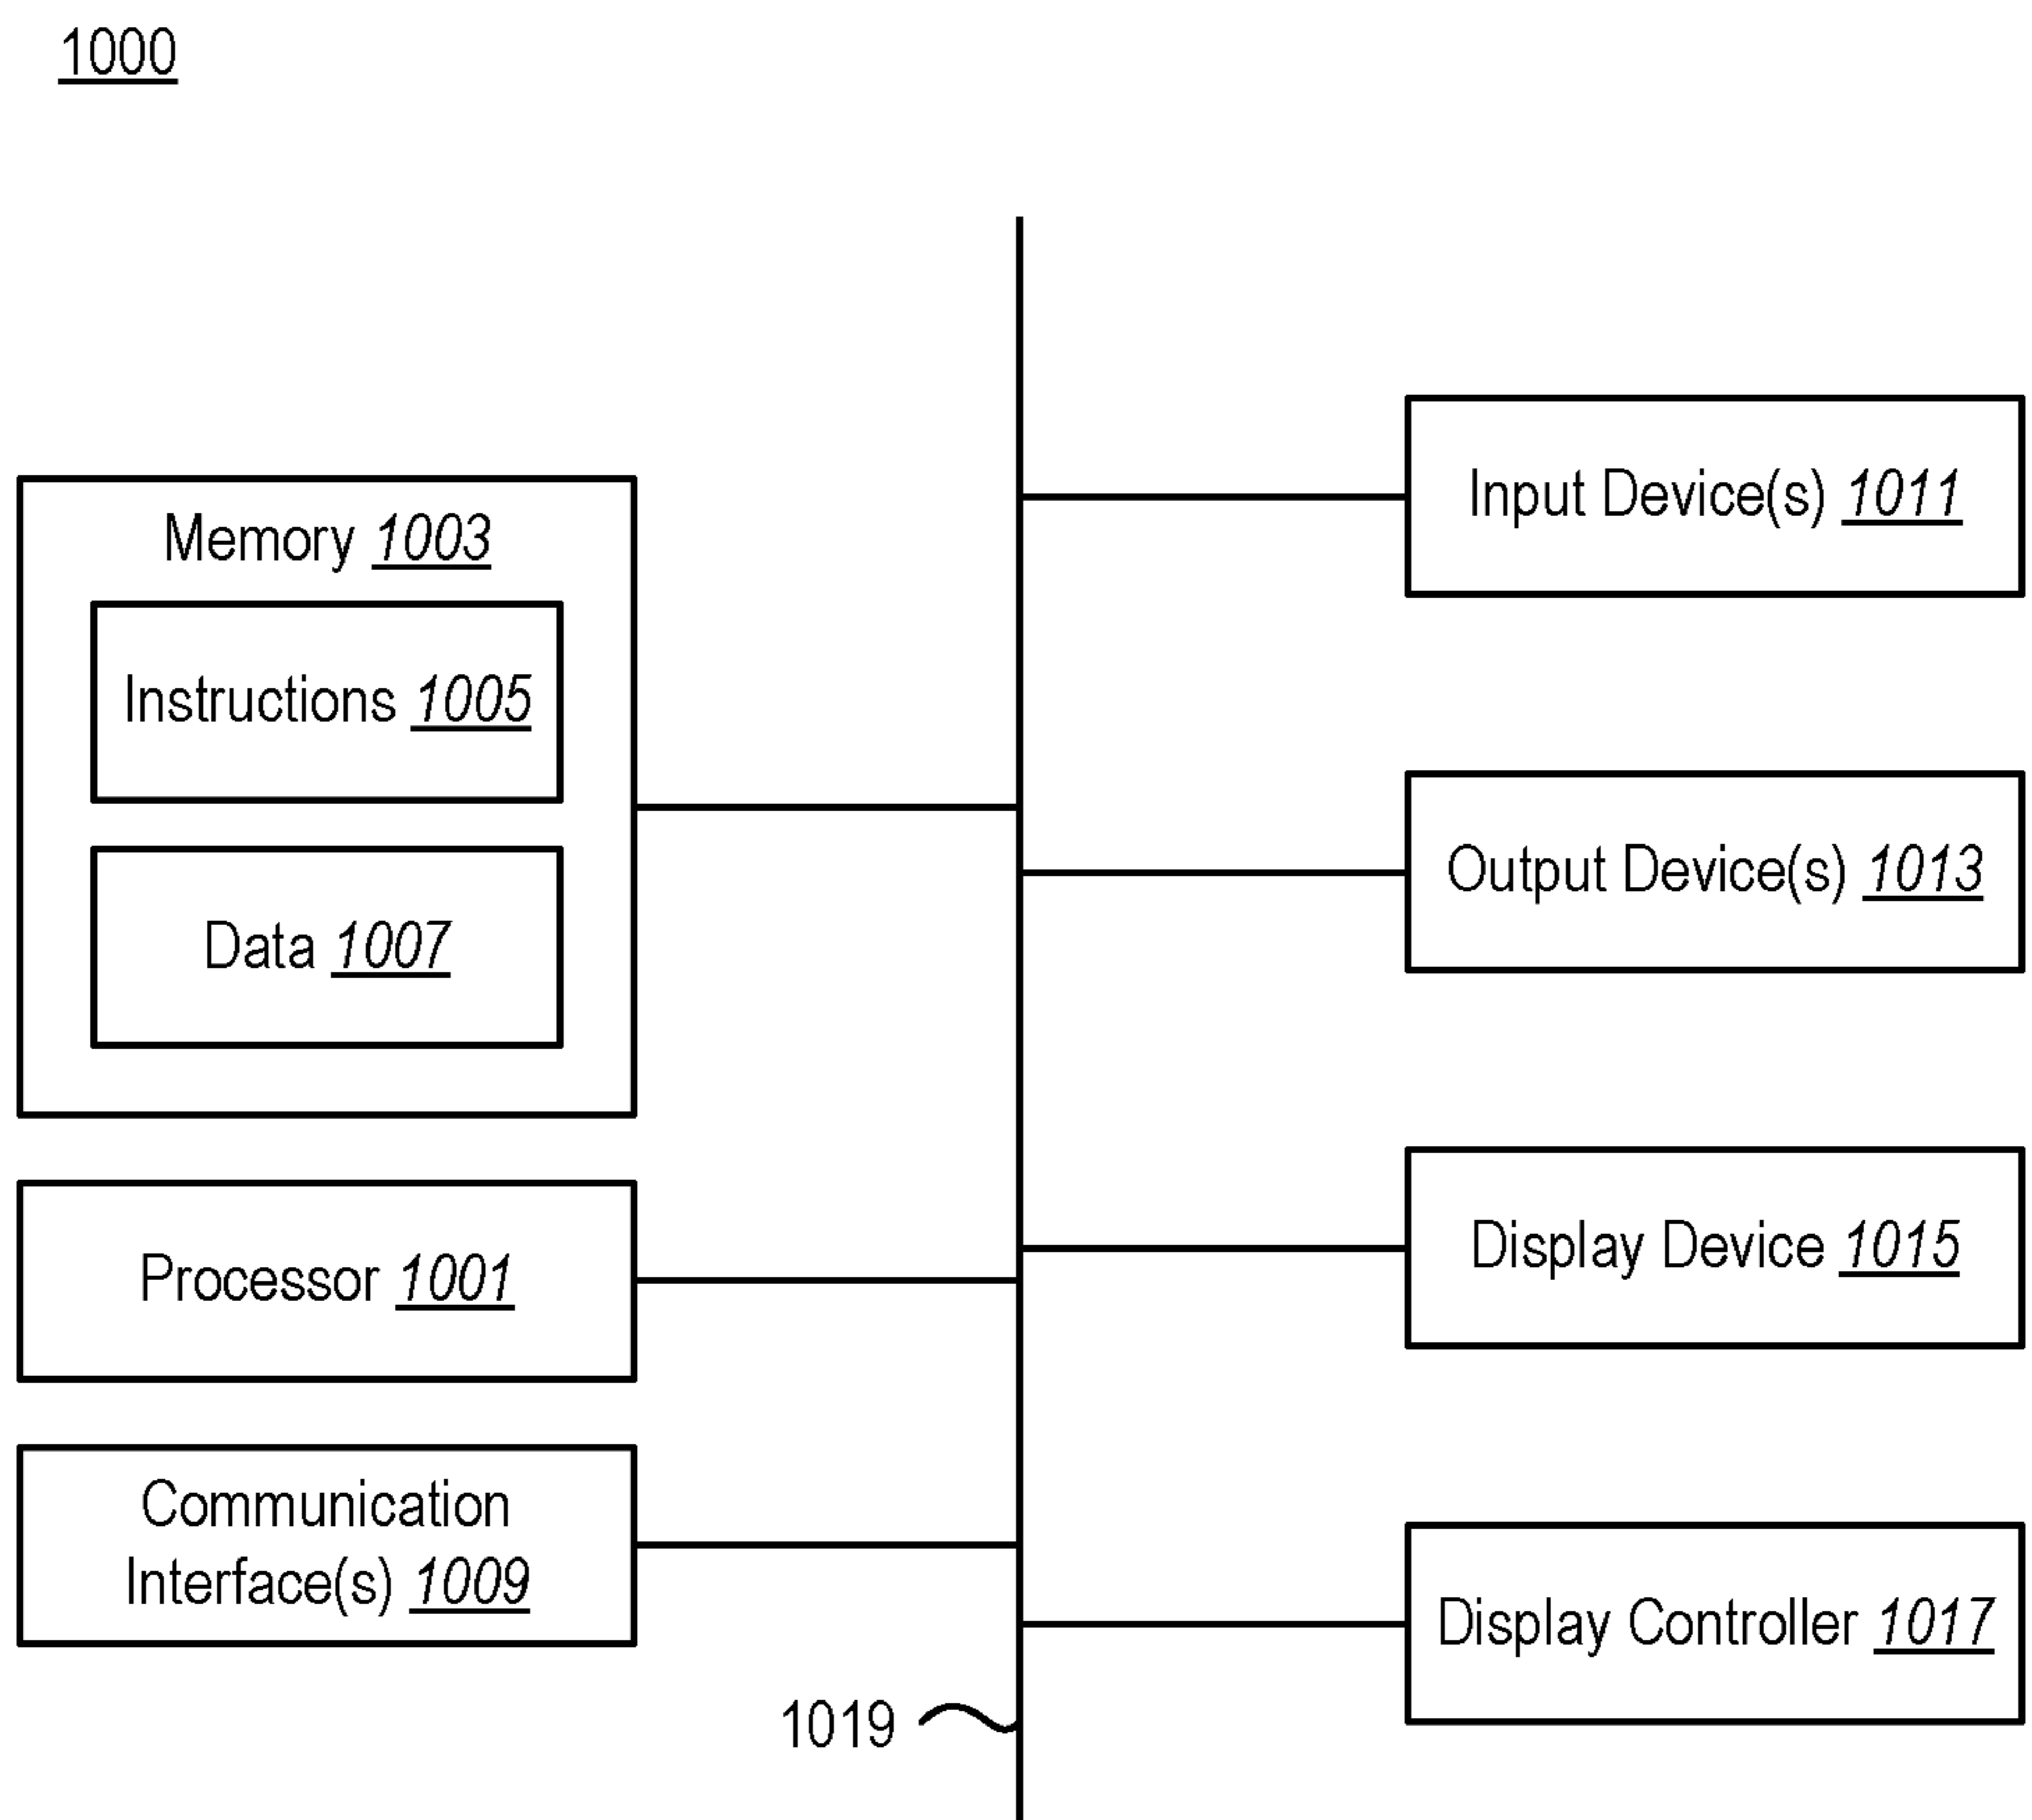 1000
Memory 1003
Instructions 1005
Data 1007
Processor 1001
Communication
Interface(s) 1009
Input Device(s) 1011
Output Device(s) 1013
Display Device 1015
Display Controller 1017
1019